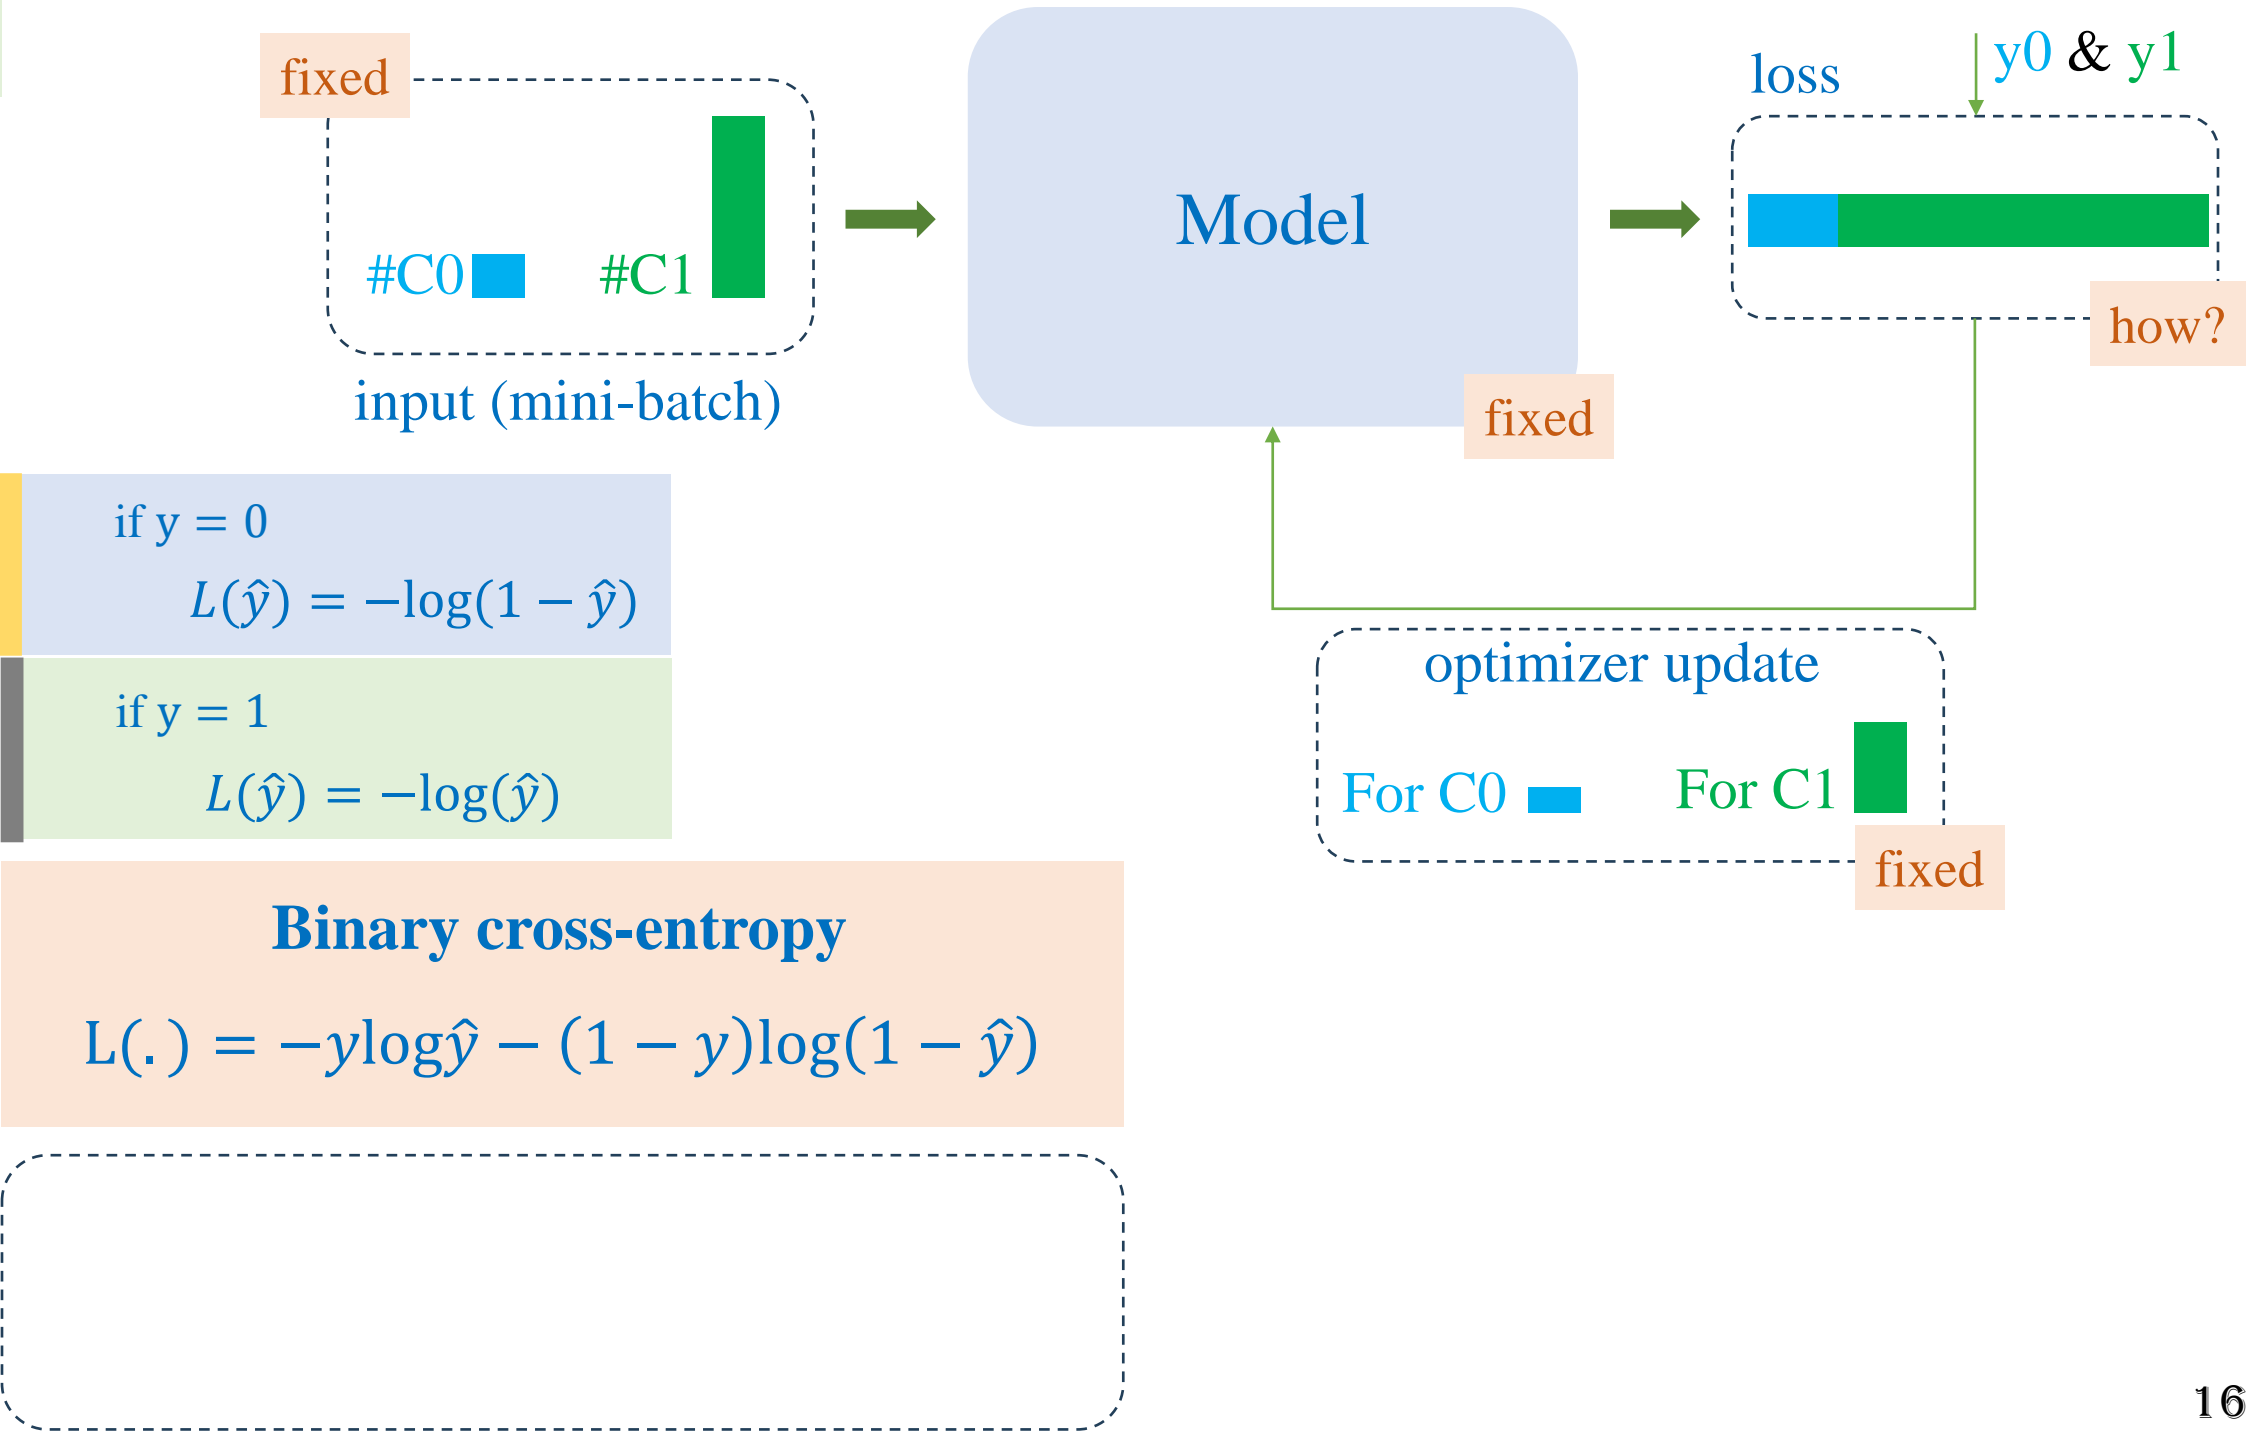 fixed
#C0 #C1
input (mini-batch)
Model
fixed
loss
y0 & y1
how?
if y = 0
L(ŷ) = −log(1 − ŷ)
if y = 1
L(ŷ) = −log(ŷ)
optimizer update
For C0 For C1
fixed
Binary cross-entropy
L(. ) = −ylogŷ − (1 − y)log(1 − ŷ)
16